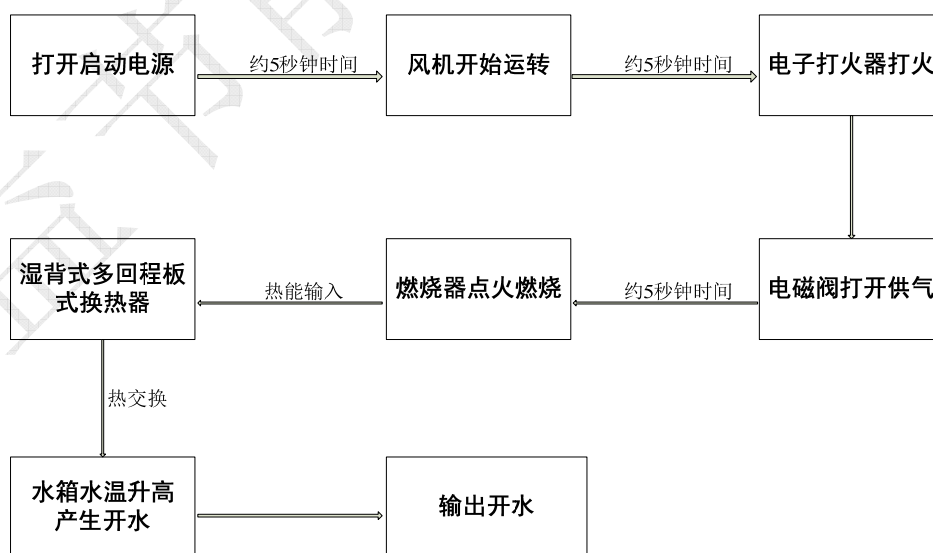 打开启动电源
约5秒钟时间
风机开始运转
约5秒钟时间
电子打火器打火
电磁阀打开供气
约5秒钟时间
燃烧器点火燃烧
热能输入
湿背式多回程板
式换热器
热交换
水箱水温升高
产生开水
输出开水